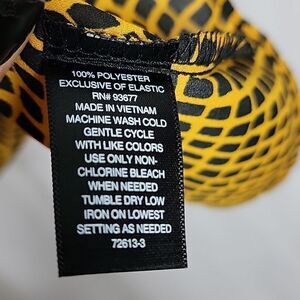 100% POLYESTER
EXCLUSIVE OF ELASTIC
RN# 93677
MADE IN VIETNAM
MACHINE WASH COLD
GENTLE CYCLE
WITH LIKE COLORS
USE ONLY NON-
CHLORINE BLEACH
WHEN NEEDED
TUMBLE DRY LOW
IRON ON LOWEST
SETTING AS NEEDED
72613-3